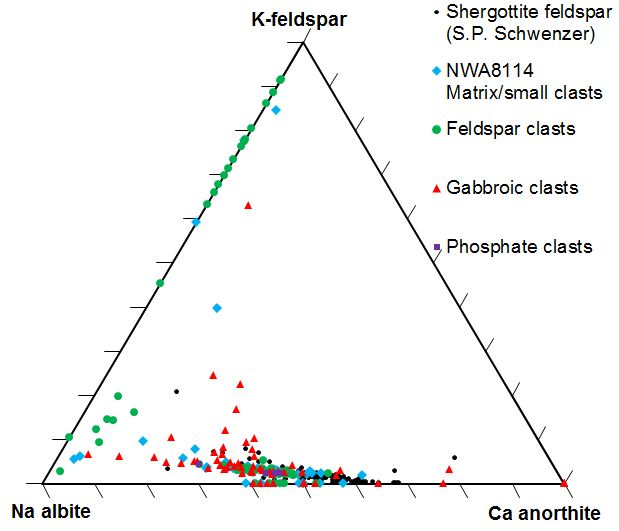 K-feldspar
Shergottite feldspar
(S.P. Schwenzer)
NWA8114
Matrix/small clasts
Feldspar clasts
Gabbroic clasts
Phosphate clasts
Na albite
Ca anorthite